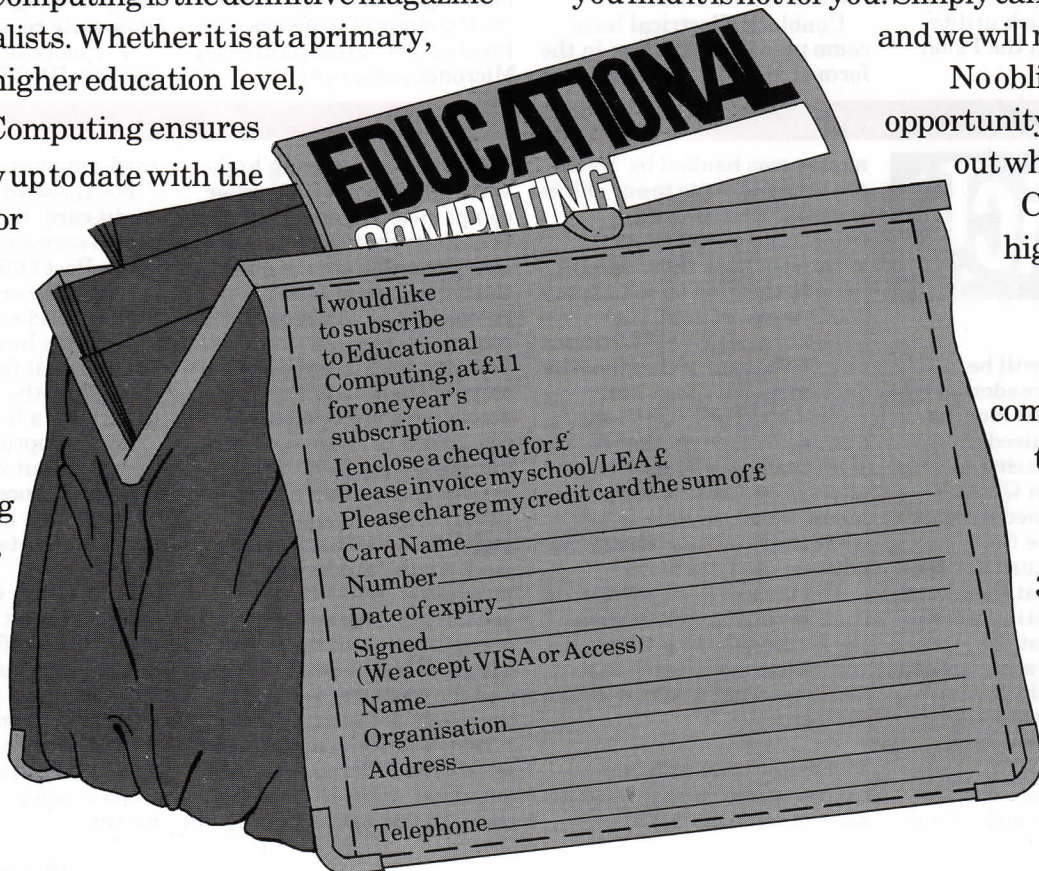 Computing is the definitive magazine
alists. Whether it is at a primary,
higher education level,
Computing ensures
y up to date with the
or
g
you find it is not for you. Simply can
and we will r
No obli
opportunity
out wh
C
hig
com
t
EDUCATIONAL
COMPUTING
I would like
to subscribe
to Educational
Computing, at £11
for one year's
subscription.
I enclose a cheque for £
Please invoice my school/LEA £
Please charge my credit card the sum of £
Card Name
Number
Date of expiry
Signed
(We accept VISA or Access)
Name
Organisation
Address
Telephone